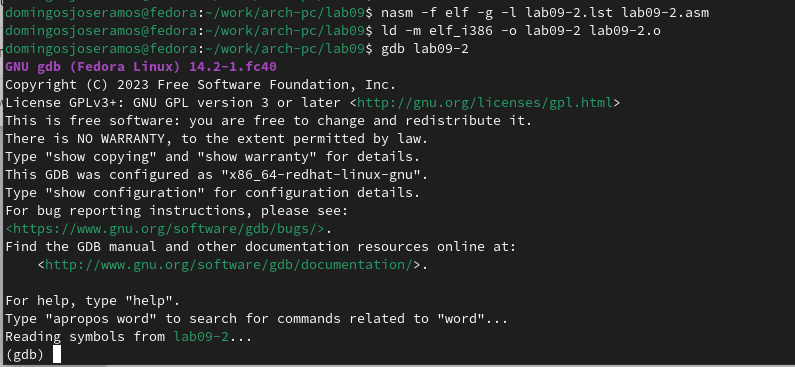 domingosjoseramos@fedora:~/work/arch-pc/lab09$ nasm -f elf -g -l lab09-2.lst lab09-2.asm
domingosjoseramos@fedora:~/work/arch-pc/lab09$ ld -m elf_i386 -o lab09-2 lab09-2.o
domingosjoseramos@fedora:~/work/arch-pc/lab09$ gdb lab09-2
GNU gdb (Fedora Linux) 14.2-1.fc40
Copyright (C) 2023 Free Software Foundation, Inc.
License GPLv3+: GNU GPL version 3 or later <http://gnu.org/licenses/gpl.html>
This is free software: you are free to change and redistribute it.
There is NO WARRANTY, to the extent permitted by law.
Type "show copying" and "show warranty" for details.
This GDB was configured as "x86_64-redhat-linux-gnu".
Type "show configuration" for configuration details.
For bug reporting instructions, please see:
<https://www.gnu.org/software/gdb/bugs/>.
Find the GDB manual and other documentation resources online at:
    <http://www.gnu.org/software/gdb/documentation/>.

For help, type "help".
Type "apropos word" to search for commands related to "word"...
Reading symbols from lab09-2...
(gdb)